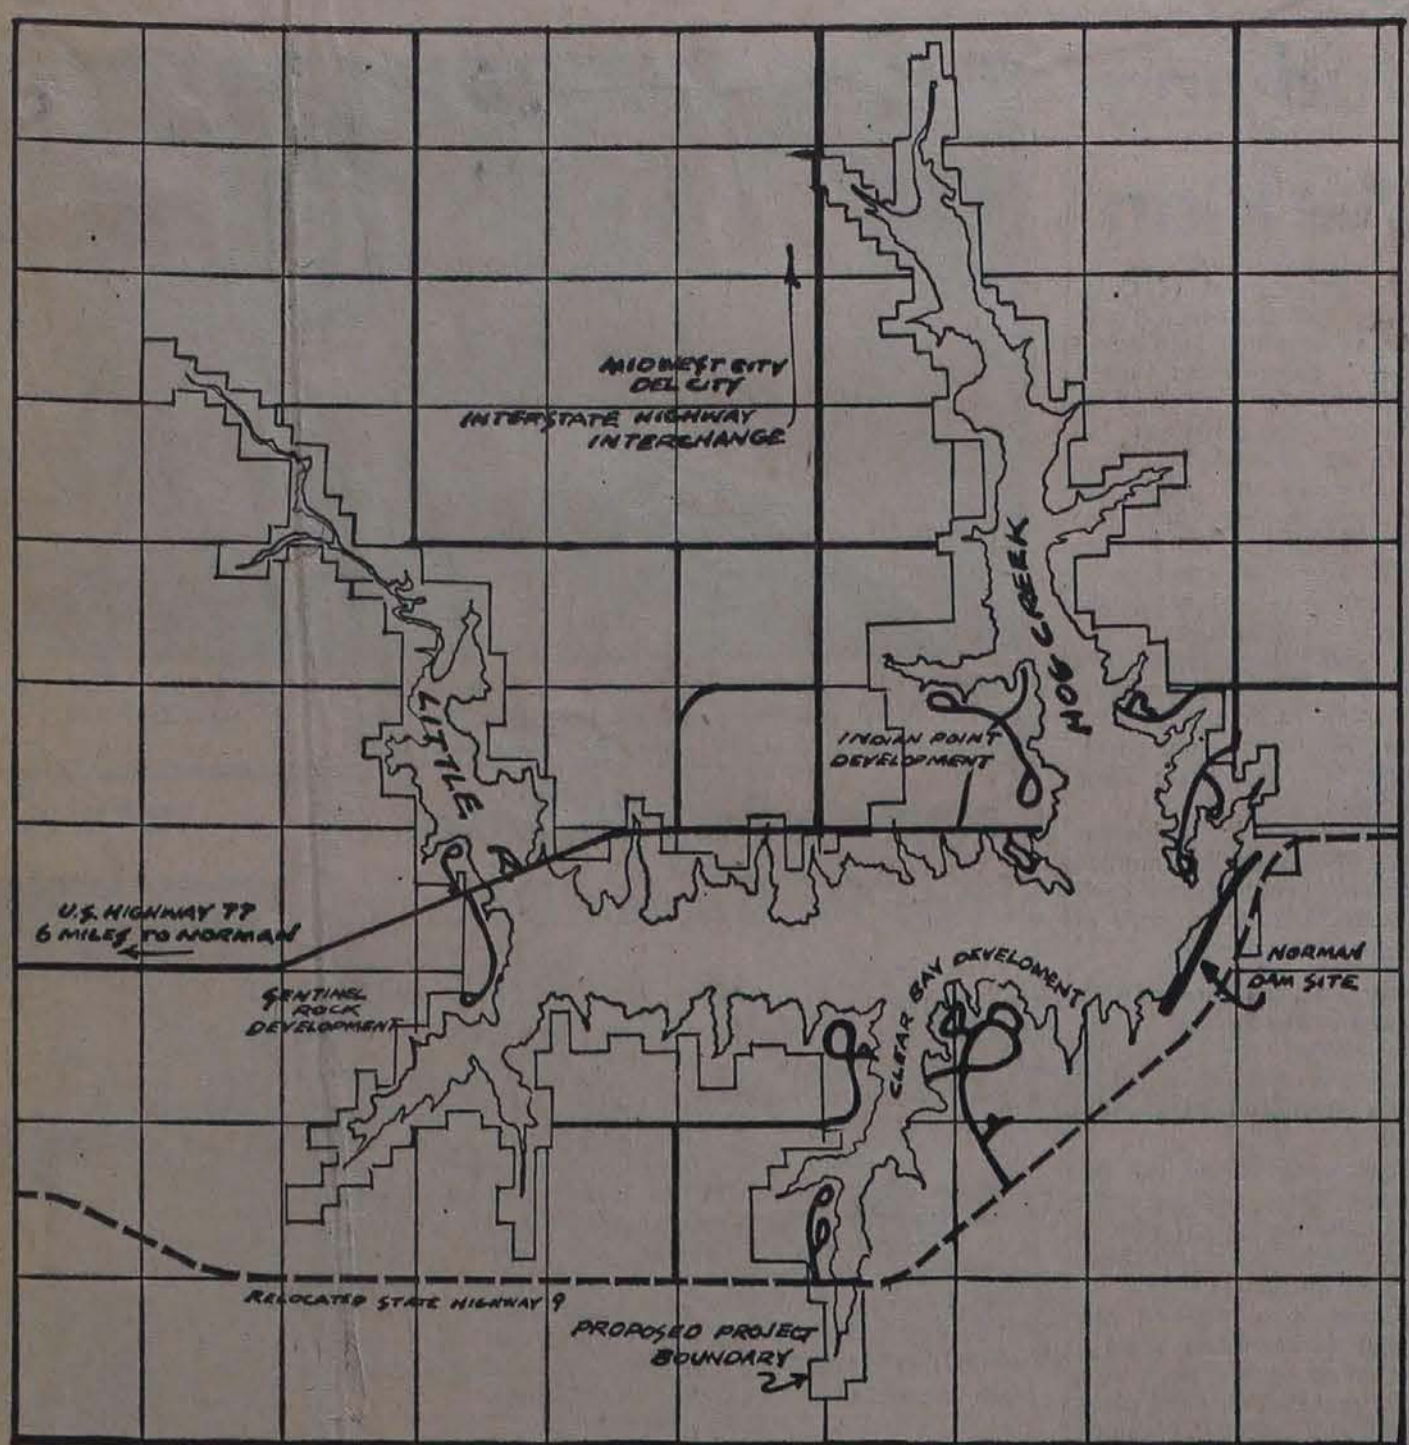 MIDWEST CITY
DEL CITY
INTERSTATE HIGHWAY
INTERCHANGE
HOG CREEK
LITTLE R
INDIAN POINT
DEVELOPMENT
U.S. HIGHWAY 77
6 MILES TO NORMAN
SENTINEL
ROCK
DEVELOPMENT
CLEAR BAY DEVELOPMENT
NORMAN
DAM SITE
RELOCATED STATE HIGHWAY 9
PROPOSED PROJECT
BOUNDARY